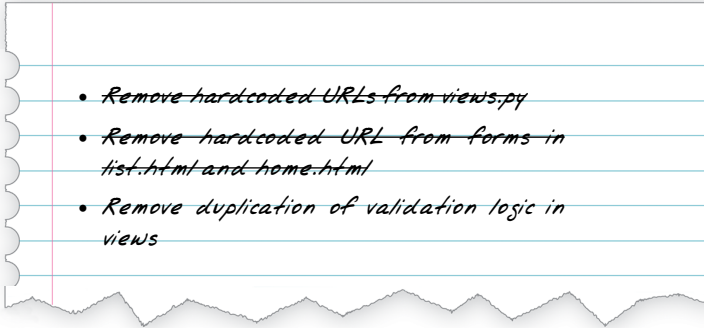 • Remove hardcoded URLs from views.py
• Remove hardcoded URL from forms in
list.html and home.html
• Remove duplication of validation logic in
views